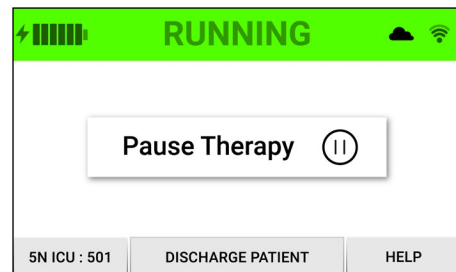 RUNNING
Pause Therapy
5N ICU : 501
DISCHARGE PATIENT
HELP